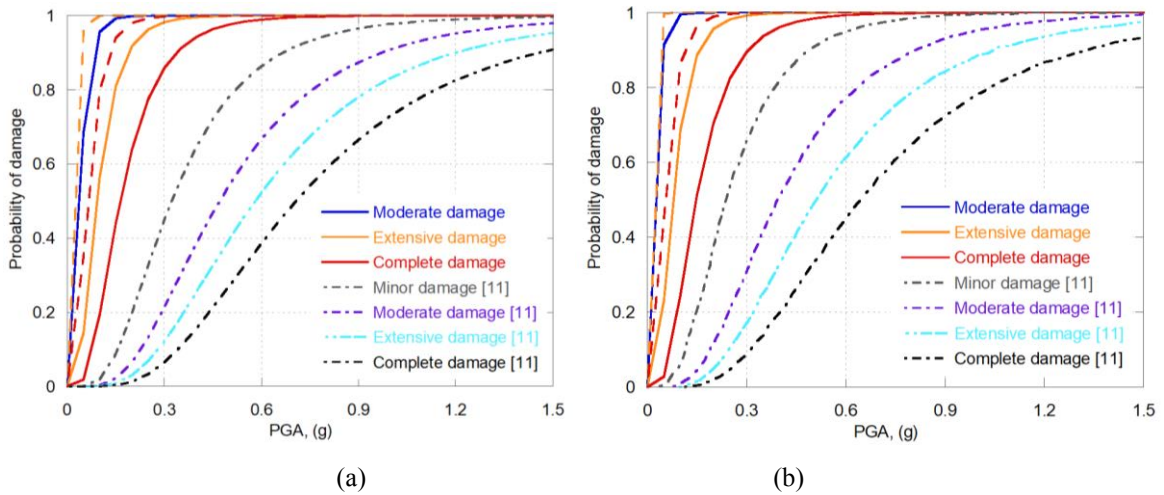 1
0.8
0.6
0.4
0.2
0
Probability of damage
0 0.3 0.6 0.9 1.2 1.5
PGA, (g)
Moderate damage
Extensive damage
Complete damage
Minor damage [11]
Moderate damage [11]
Extensive damage [11]
Complete damage [11]
(a)
1
0.8
0.6
0.4
0.2
0
Probability of damage
0 0.3 0.6 0.9 1.2 1.5
PGA, (g)
Moderate damage
Extensive damage
Complete damage
Minor damage [11]
Moderate damage [11]
Extensive damage [11]
Complete damage [11]
(b)